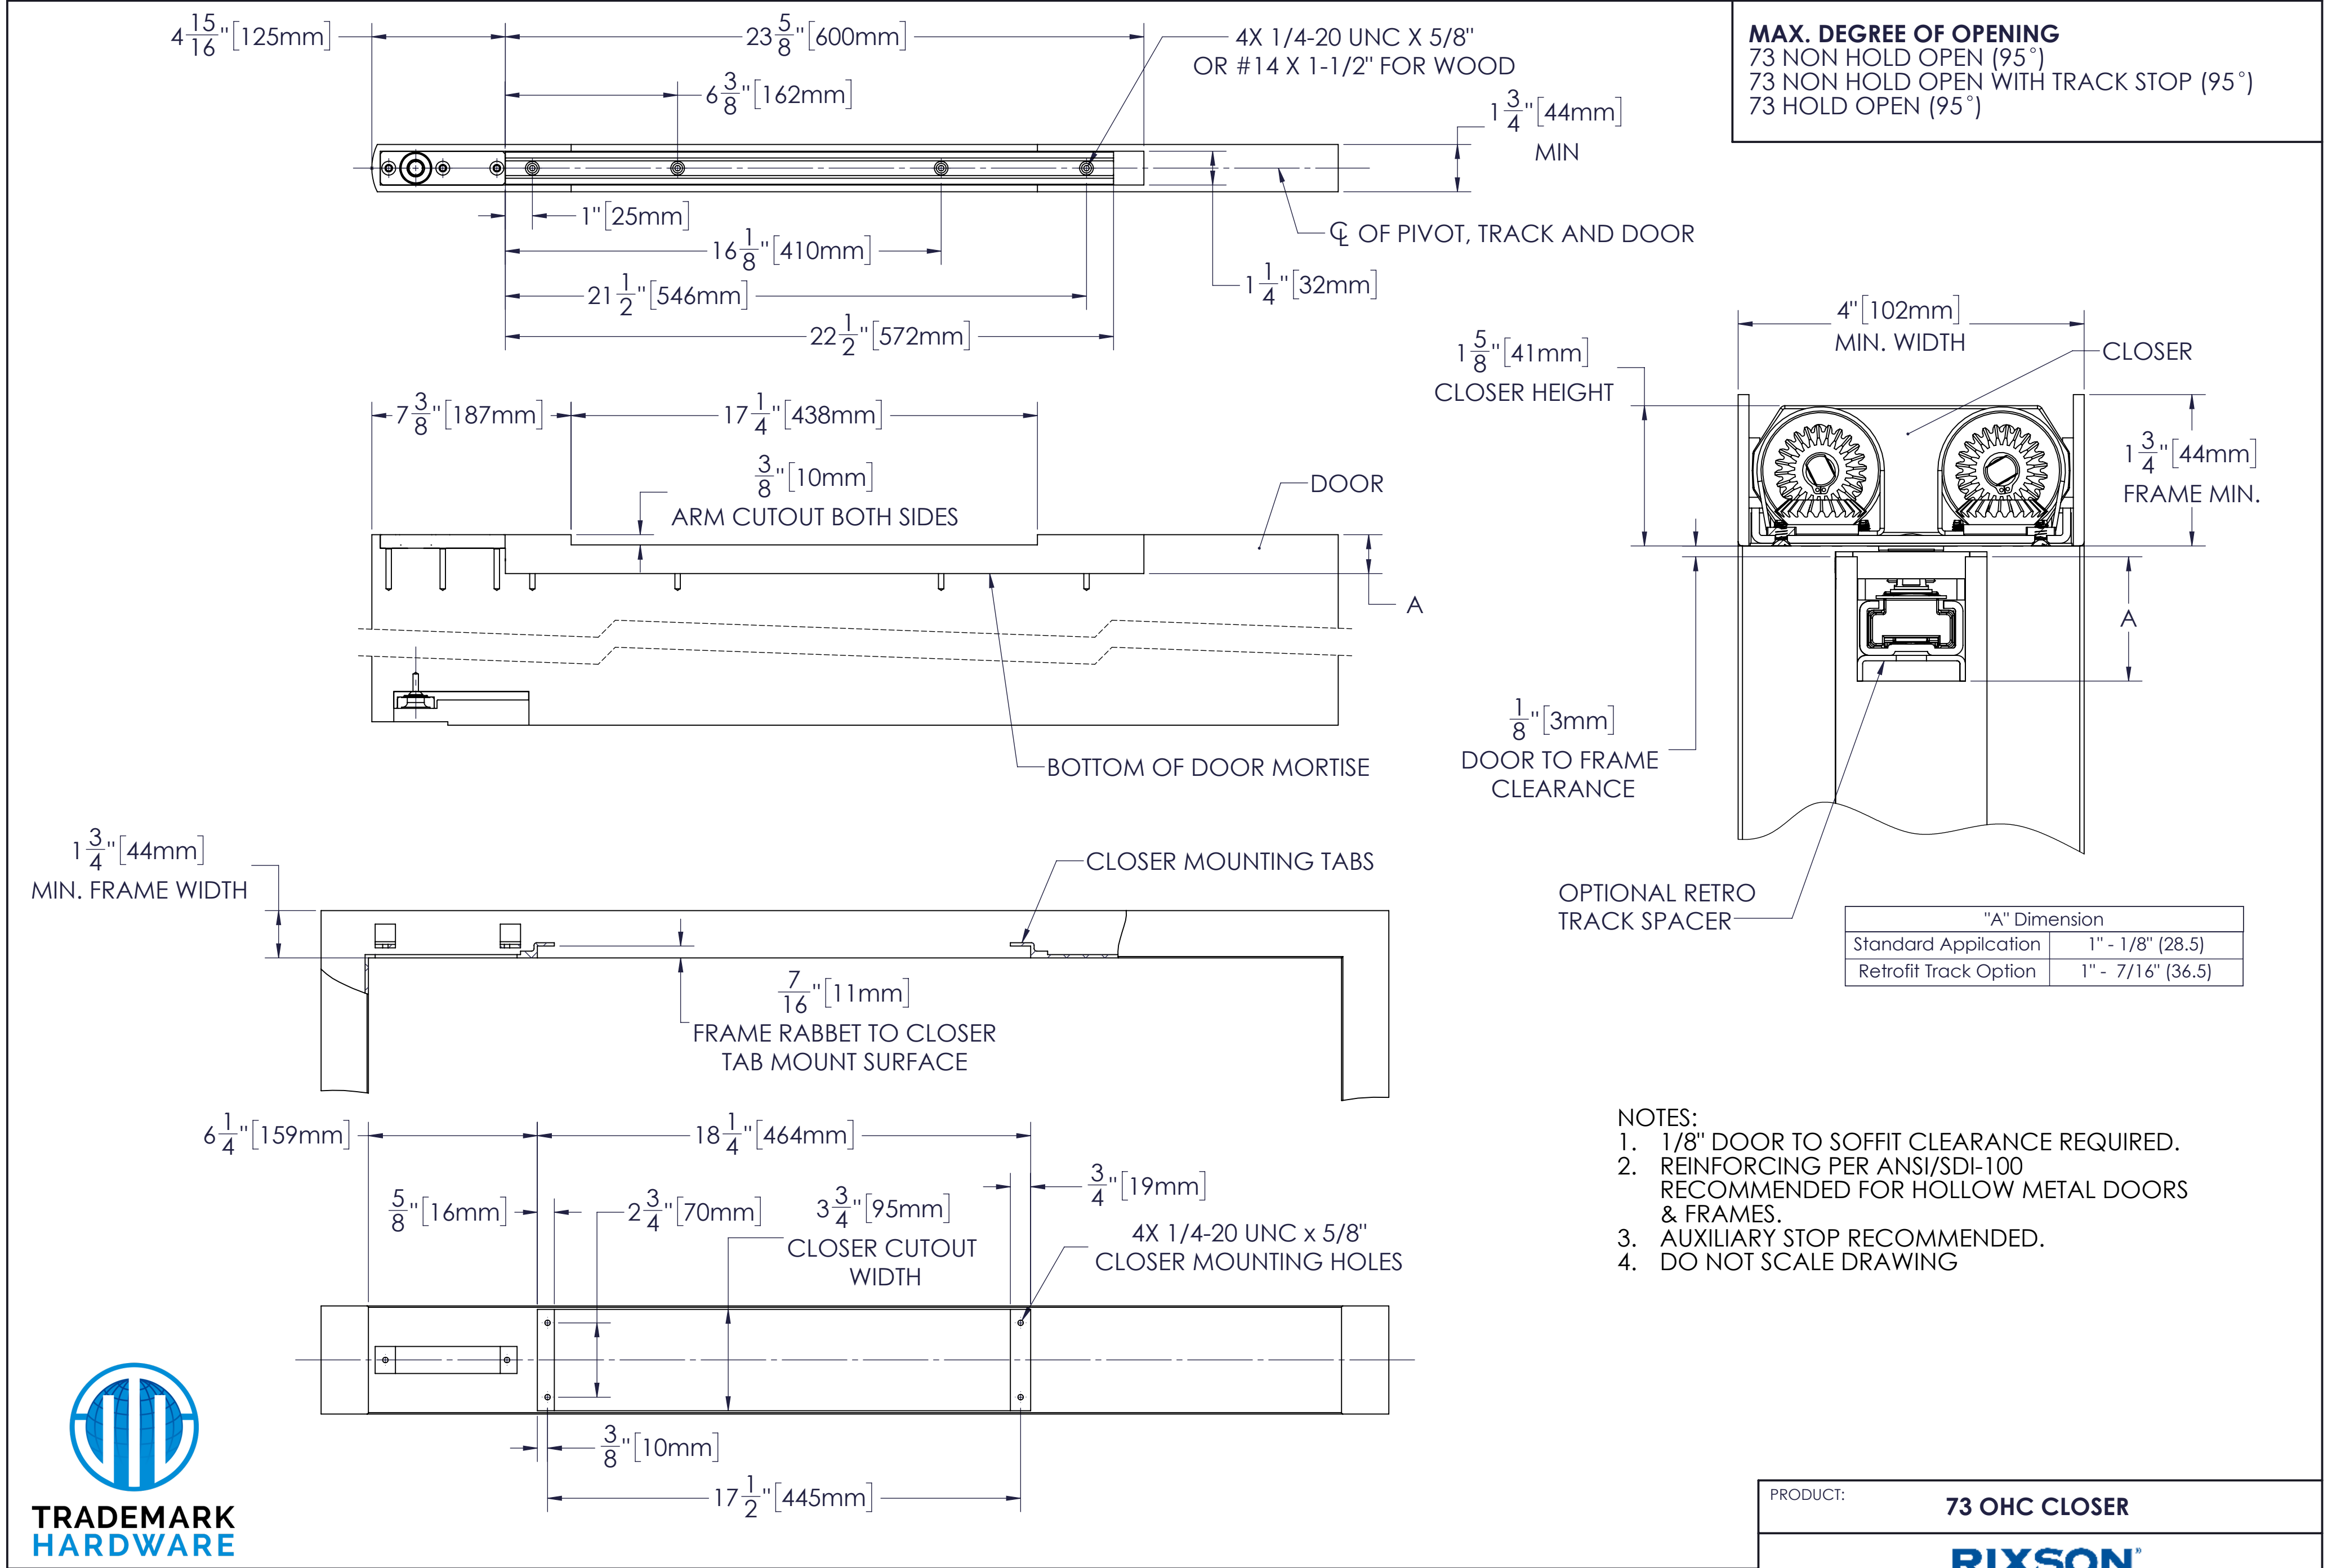 4 15/16" [125mm]
23 5/8" [600mm]
4X 1/4-20 UNC X 5/8"
OR #14 X 1-1/2" FOR WOOD
6 3/8" [162mm]
1 3/4" [44mm]
MIN
1" [25mm]
16 1/8" [410mm]
21 1/2" [546mm]
22 1/2" [572mm]
℄ OF PIVOT, TRACK AND DOOR
1 1/4" [32mm]
MAX. DEGREE OF OPENING
73 NON HOLD OPEN (95°)
73 NON HOLD OPEN WITH TRACK STOP (95°)
73 HOLD OPEN (95°)
7 3/8" [187mm]
17 1/4" [438mm]
3/8" [10mm]
ARM CUTOUT BOTH SIDES
DOOR
A
BOTTOM OF DOOR MORTISE
4" [102mm]
MIN. WIDTH
CLOSER
1 5/8" [41mm]
CLOSER HEIGHT
1 3/4" [44mm]
FRAME MIN.
A
1/8" [3mm]
DOOR TO FRAME
CLEARANCE
OPTIONAL RETRO
TRACK SPACER
"A" Dimension
Standard Appilcation 1" - 1/8" (28.5)
Retrofit Track Option 1" - 7/16" (36.5)
1 3/4" [44mm]
MIN. FRAME WIDTH
CLOSER MOUNTING TABS
7/16" [11mm]
FRAME RABBET TO CLOSER
TAB MOUNT SURFACE
6 1/4" [159mm]
18 1/4" [464mm]
5/8" [16mm]
2 3/4" [70mm]
3 3/4" [95mm]
CLOSER CUTOUT
WIDTH
3/4" [19mm]
4X 1/4-20 UNC x 5/8"
CLOSER MOUNTING HOLES
3/8" [10mm]
17 1/2" [445mm]
NOTES:
1. 1/8" DOOR TO SOFFIT CLEARANCE REQUIRED.
2. REINFORCING PER ANSI/SDI-100
RECOMMENDED FOR HOLLOW METAL DOORS
& FRAMES.
3. AUXILIARY STOP RECOMMENDED.
4. DO NOT SCALE DRAWING
TRADEMARK
HARDWARE
PRODUCT:
73 OHC CLOSER
RIXSON®